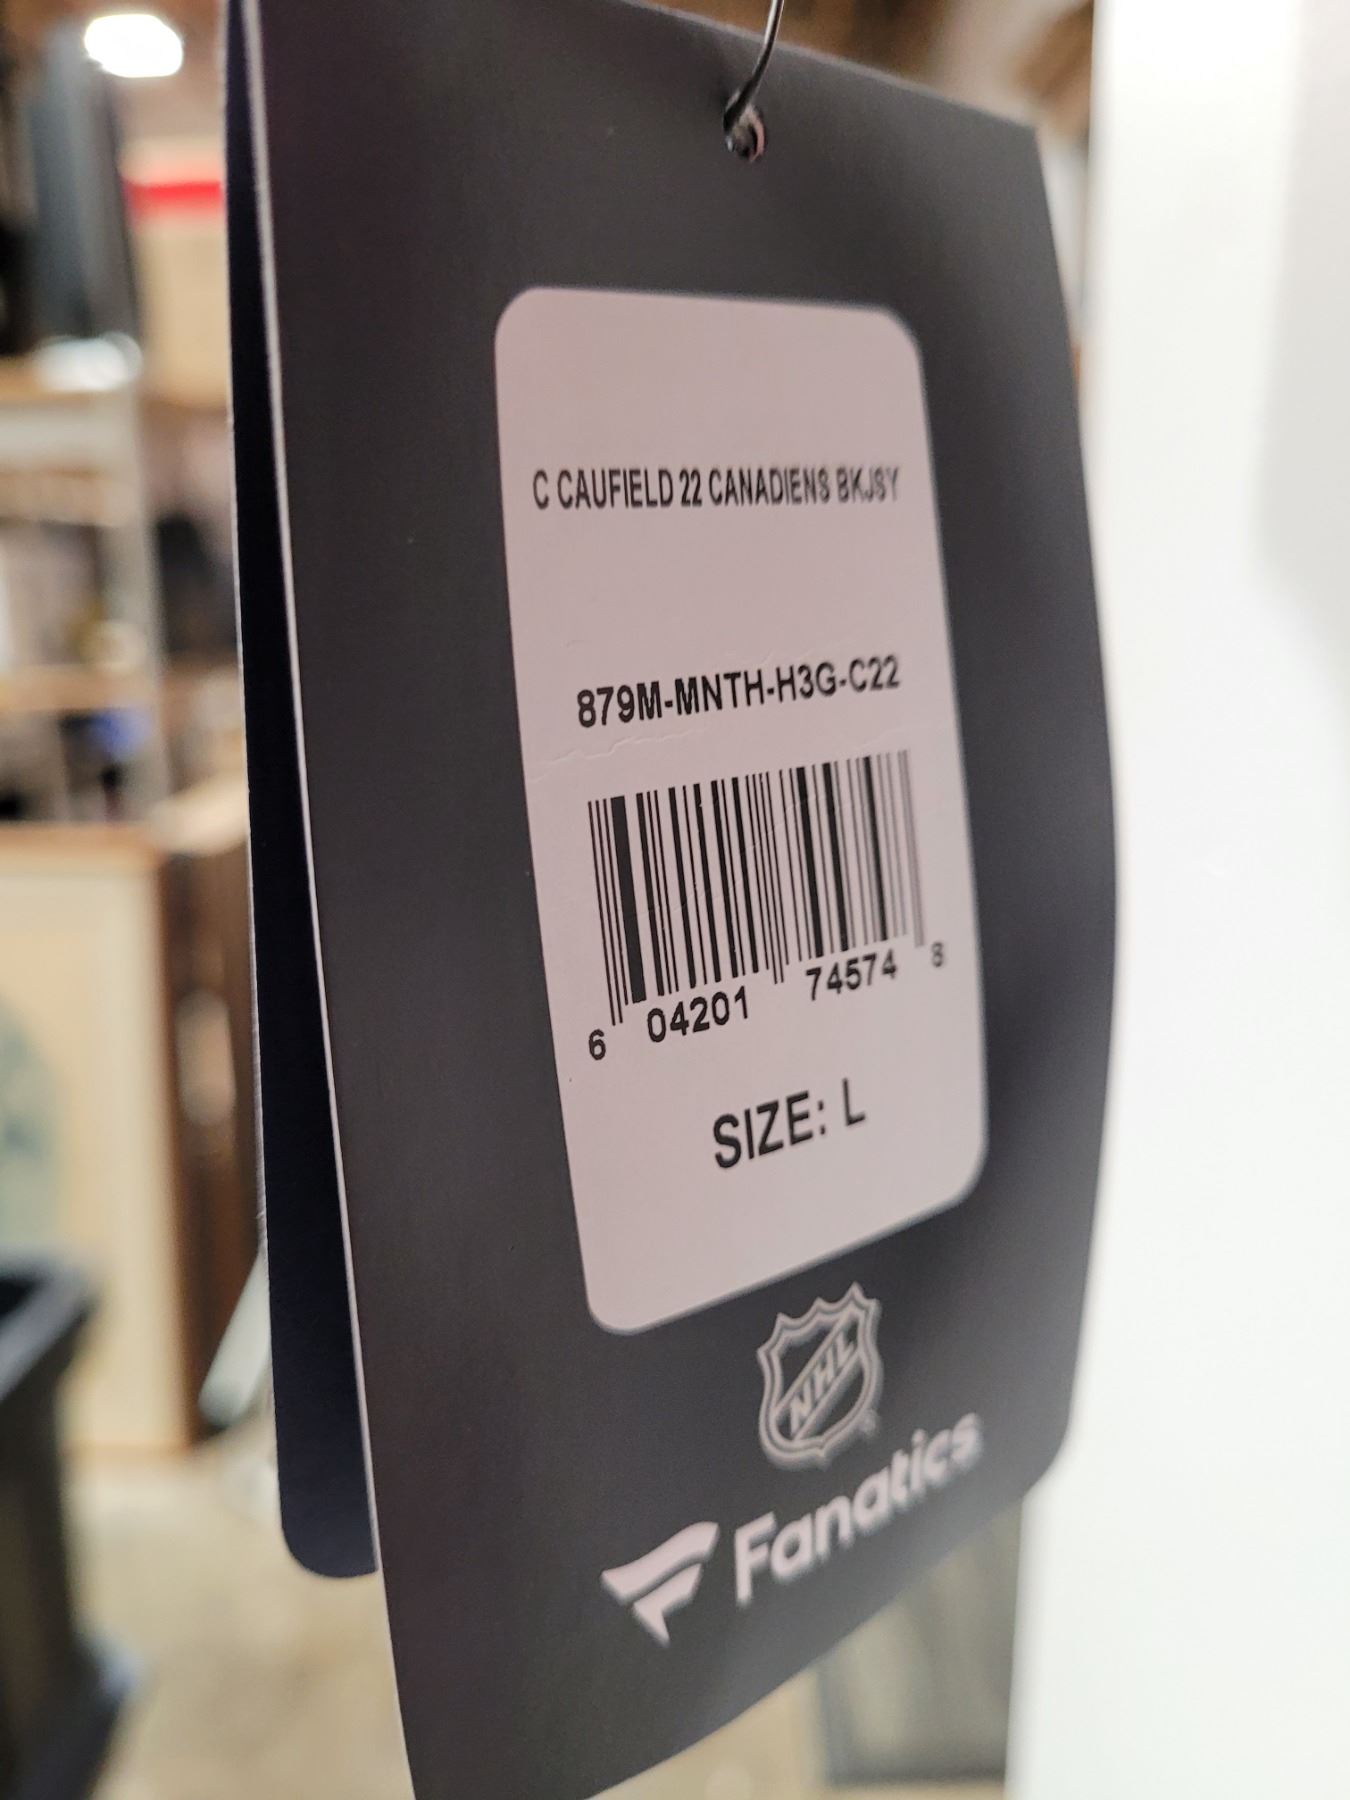 C CAUFIELD 22 CANADIENS BKJSY
879M-MNTH-H3G-C22
6 04201 74574 8
SIZE: L
NHL
Fanatics